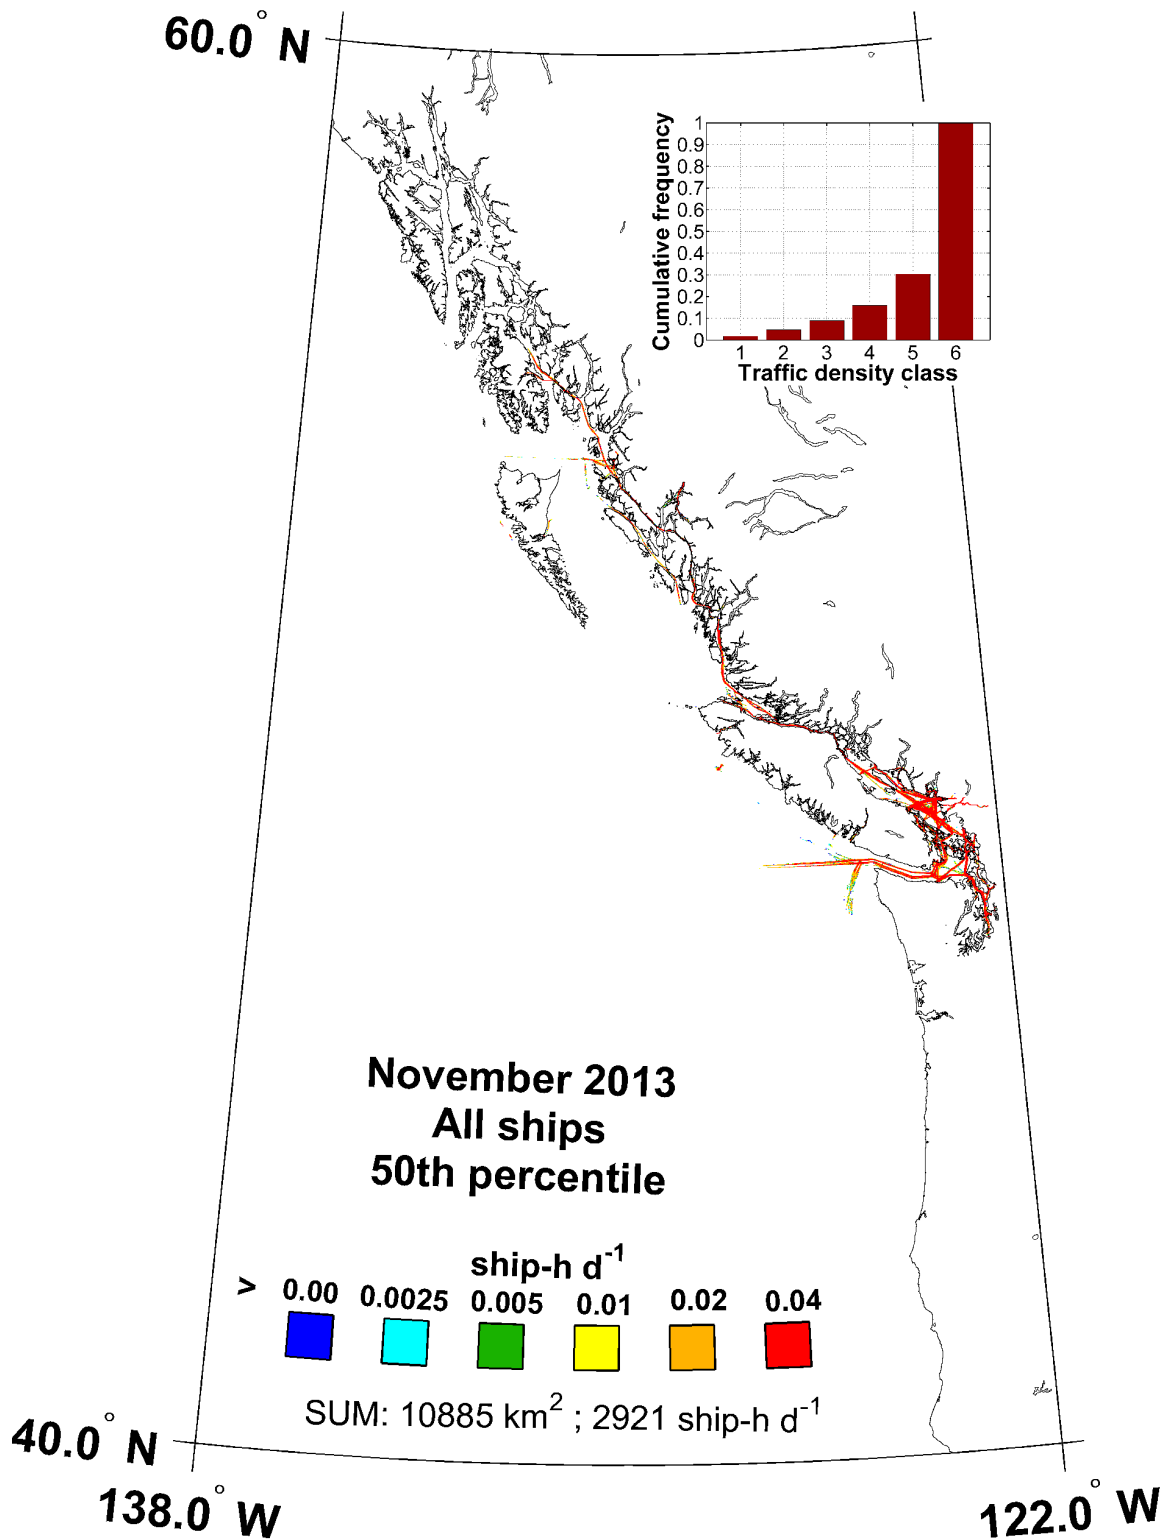 60.0° N
Cumulative frequency
1
0.9
0.8
0.7
0.6
0.5
0.4
0.3
0.2
0.1
0
1 2 3 4 5 6
Traffic density class
November 2013
All ships
50th percentile
ship-h d⁻¹
> 0.00 0.0025 0.005 0.01 0.02 0.04
SUM: 10885 km² ; 2921 ship-h d⁻¹
40.0° N
138.0° W
122.0° W